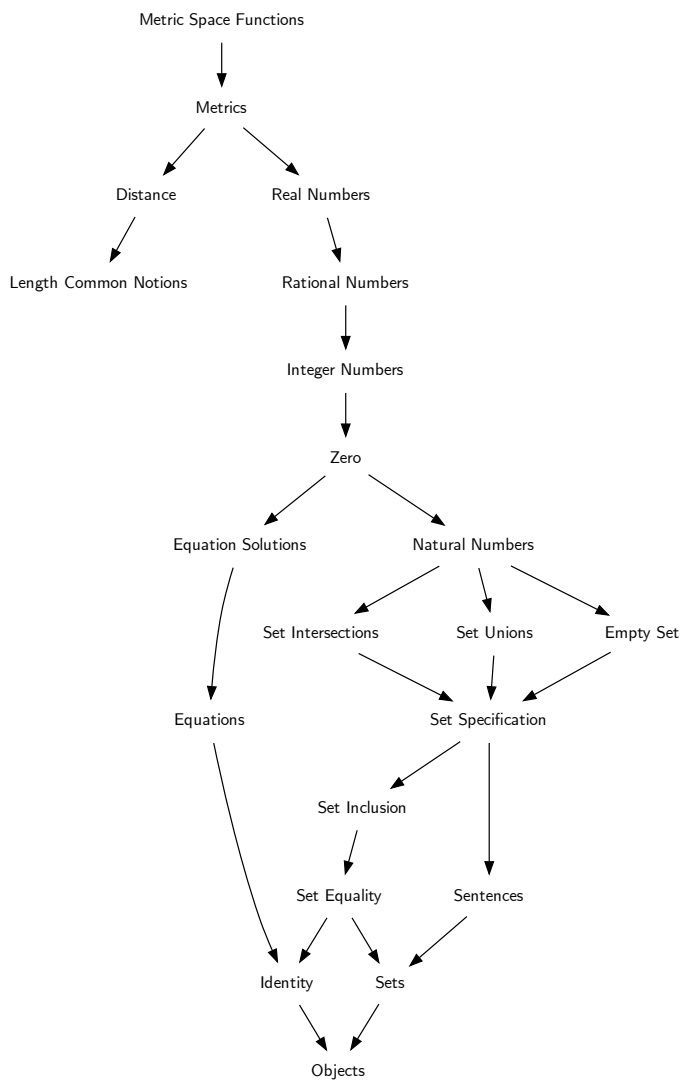 Metric Space Functions
Metrics
Distance
Real Numbers
Length Common Notions
Rational Numbers
Integer Numbers
Zero
Equation Solutions
Natural Numbers
Set Intersections
Set Unions
Empty Set
Equations
Set Specification
Set Inclusion
Set Equality
Sentences
Identity
Sets
Objects